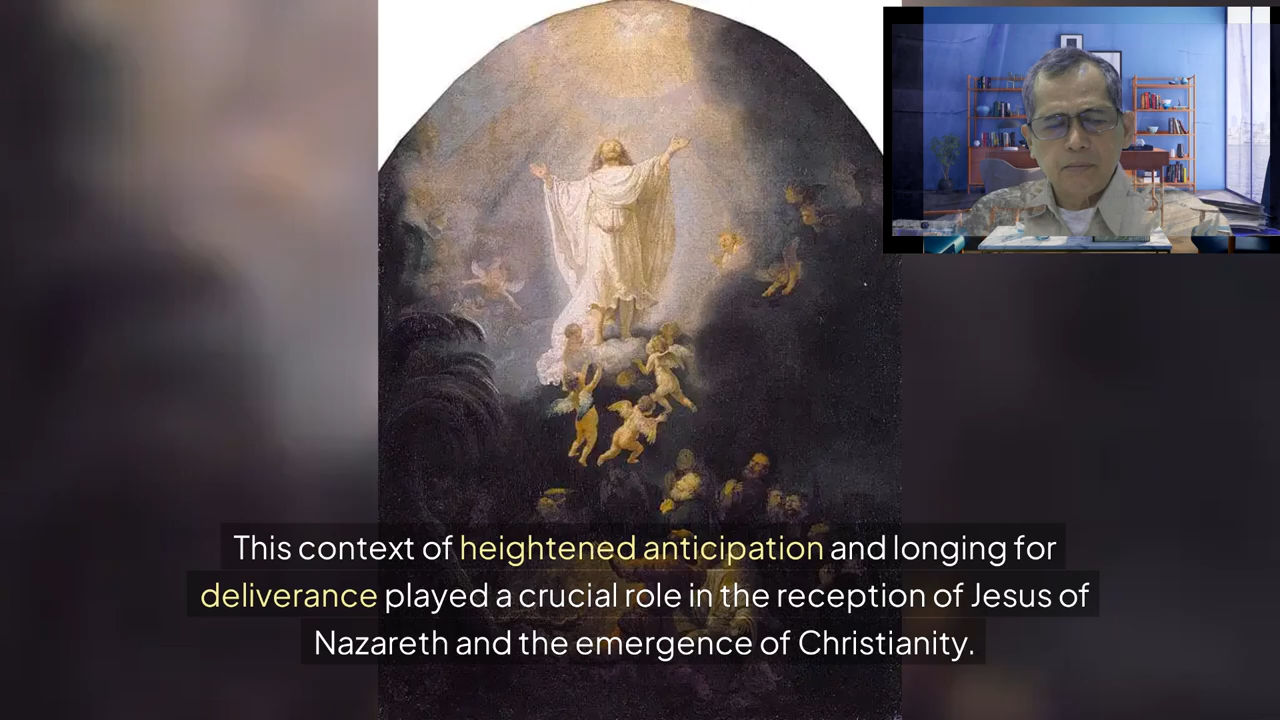 This context of heightened anticipation and longing for
deliverance played a crucial role in the reception of Jesus of
Nazareth and the emergence of Christianity.